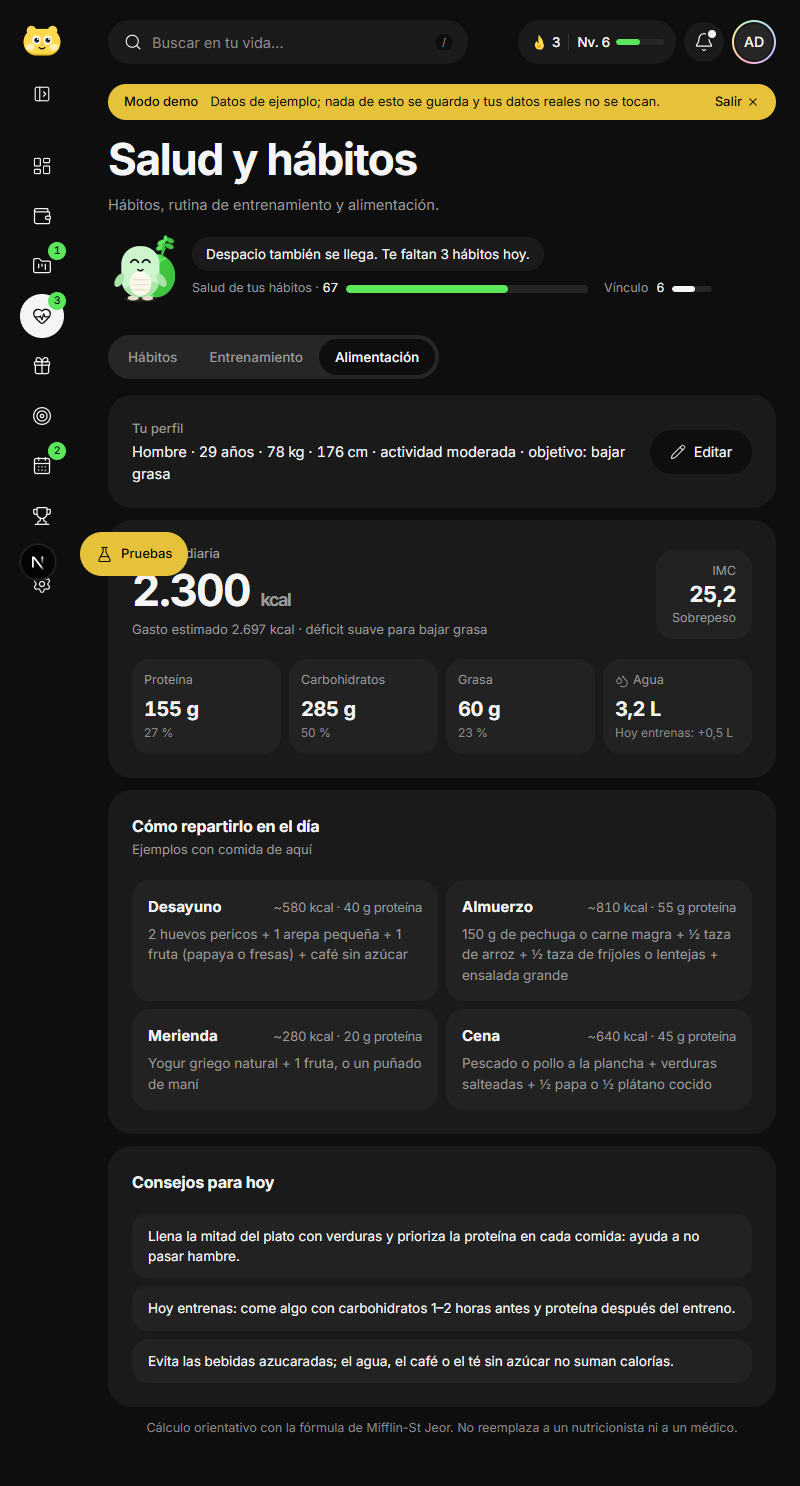 Buscar en tu vida...
/
3
Nv. 6
AD
Modo demo Datos de ejemplo; nada de esto se guarda y tus datos reales no se tocan.
Salir
Salud y hábitos
Hábitos, rutina de entrenamiento y alimentación.
1
3
2
N
Despacio también se llega. Te faltan 3 hábitos hoy.
Salud de tus hábitos · 67
Vínculo 6
Hábitos
Entrenamiento
Alimentación
Tu perfil
Hombre · 29 años · 78 kg · 176 cm · actividad moderada · objetivo: bajar
grasa
Editar
Pruebas
diaria
2.300 kcal
Gasto estimado 2.697 kcal · déficit suave para bajar grasa
IMC
25,2
Sobrepeso
Proteína
155 g
27 %
Carbohidratos
285 g
50 %
Grasa
60 g
23 %
Agua
3,2 L
Hoy entrenas: +0,5 L
Cómo repartirlo en el día
Ejemplos con comida de aquí
Desayuno
~580 kcal · 40 g proteína
2 huevos pericos + 1 arepa pequeña + 1
fruta (papaya o fresas) + café sin azúcar
Almuerzo
~810 kcal · 55 g proteína
150 g de pechuga o carne magra + ½ taza
de arroz + ½ taza de fríjoles o lentejas +
ensalada grande
Merienda
~280 kcal · 20 g proteína
Yogur griego natural + 1 fruta, o un puñado
de maní
Cena
~640 kcal · 45 g proteína
Pescado o pollo a la plancha + verduras
salteadas + ½ papa o ½ plátano cocido
Consejos para hoy
Llena la mitad del plato con verduras y prioriza la proteína en cada comida: ayuda a no
pasar hambre.
Hoy entrenas: come algo con carbohidratos 1–2 horas antes y proteína después del entreno.
Evita las bebidas azucaradas; el agua, el café o el té sin azúcar no suman calorías.
Cálculo orientativo con la fórmula de Mifflin-St Jeor. No reemplaza a un nutricionista ni a un médico.